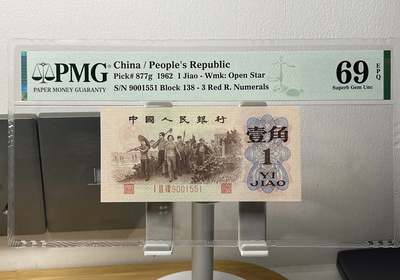 PMG
PAPER MONEY GUARANTY
China / People's Republic
Pick# 877g 1962 1 Jiao - Wmk: Open Star
S/N 9001551 Block 138 - 3 Red R. Numerals
69 EPQ
Superb Gem Unc
中國人民銀行
壹角
1
YI
JIAO
I III VIII 9001551